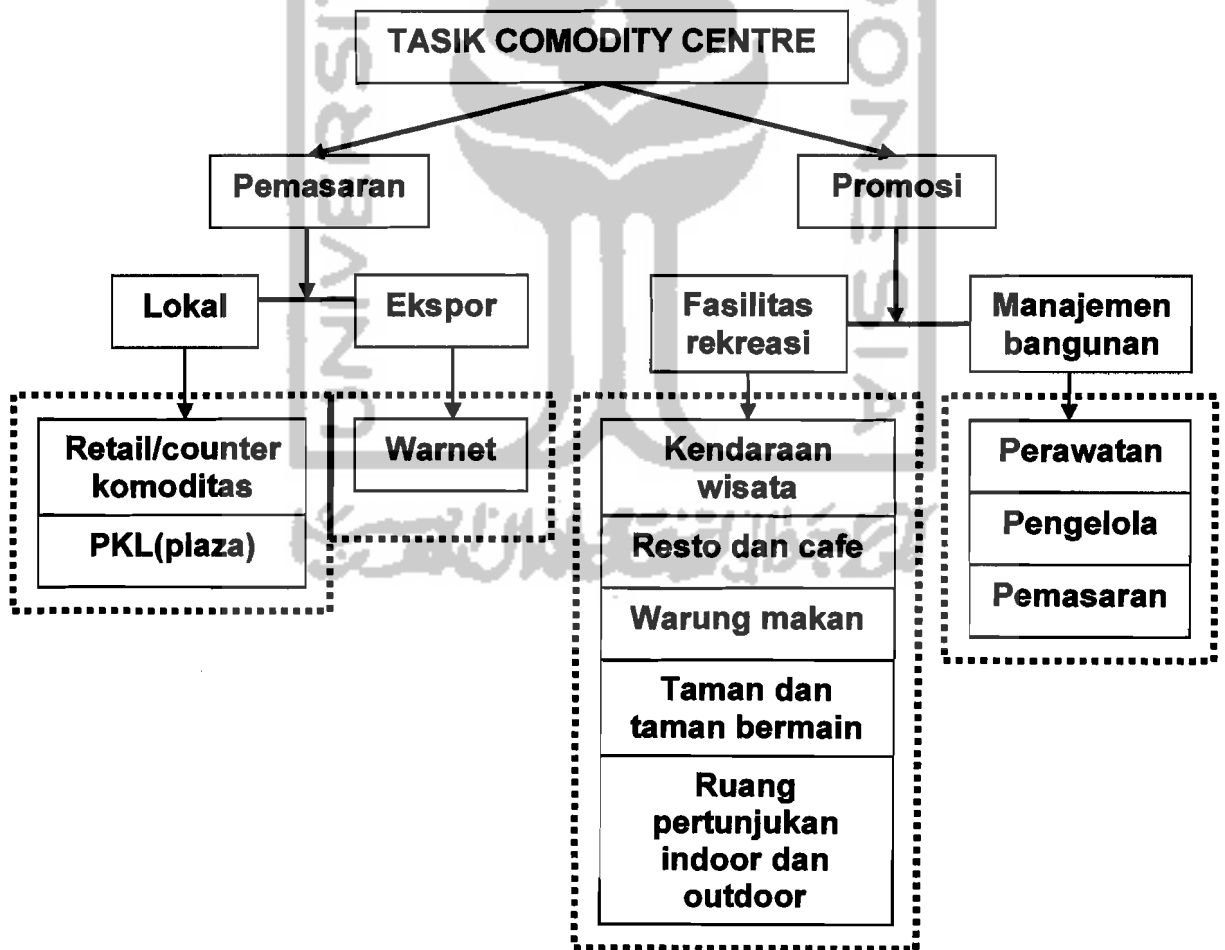 TASIK COMODITY CENTRE
Pemasaran
Promosi
Lokal
Ekspor
Fasilitas
rekreasi
Manajemen
bangunan
Retail/counter
komoditas
PKL(plaza)
Warnet
Kendaraan
wisata
Resto dan cafe
Warung makan
Taman dan
taman bermain
Ruang
pertunjukan
indoor dan
outdoor
Perawatan
Pengelola
Pemasaran